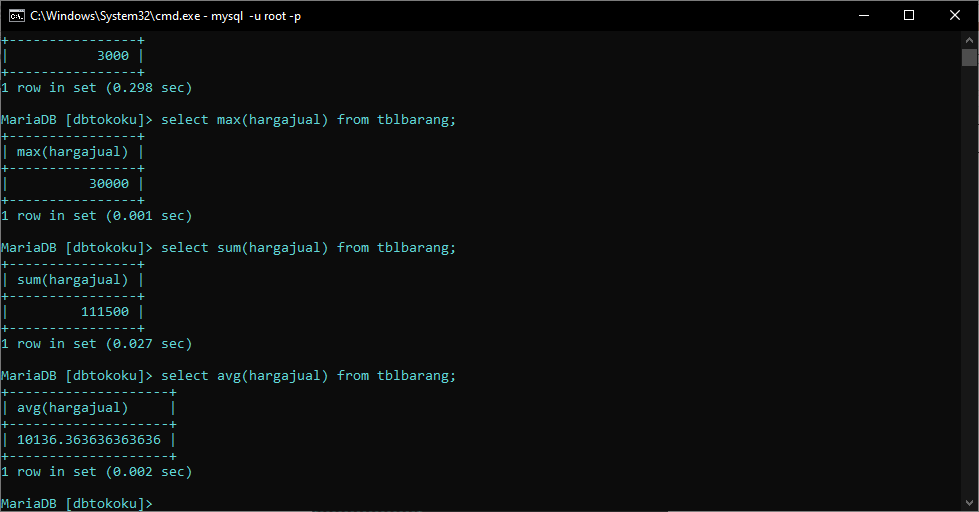 C:\Windows\System32\cmd.exe - mysql  -u root -p
+----------------+
|           3000 |
+----------------+
1 row in set (0.298 sec)
MariaDB [dbtokoku]> select max(hargajual) from tblbarang;
+----------------+
| max(hargajual) |
+----------------+
|          30000 |
+----------------+
1 row in set (0.001 sec)
MariaDB [dbtokoku]> select sum(hargajual) from tblbarang;
+----------------+
| sum(hargajual) |
+----------------+
|         111500 |
+----------------+
1 row in set (0.027 sec)
MariaDB [dbtokoku]> select avg(hargajual) from tblbarang;
+--------------------+
| avg(hargajual)     |
+--------------------+
| 10136.363636363636 |
+--------------------+
1 row in set (0.002 sec)
MariaDB [dbtokoku]>